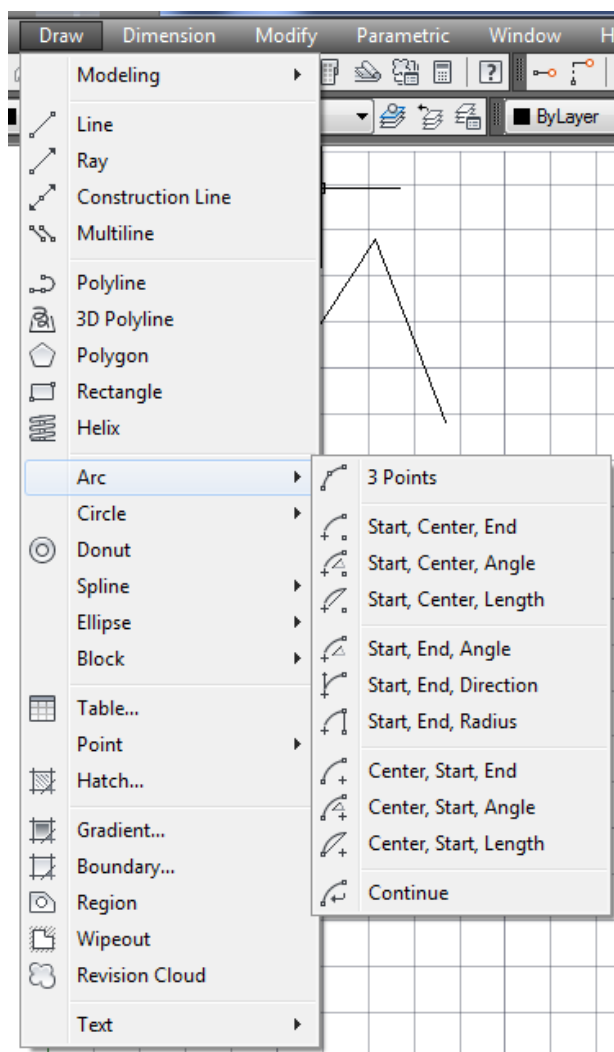 Draw Dimension Modify Parametric Window H
ByLayer
Modeling
Line
Ray
Construction Line
Multiline
Polyline
3D Polyline
Polygon
Rectangle
Helix
Arc
Circle
Donut
Spline
Ellipse
Block
Table...
Point
Hatch...
Gradient...
Boundary...
Region
Wipeout
Revision Cloud
Text
3 Points
Start, Center, End
Start, Center, Angle
Start, Center, Length
Start, End, Angle
Start, End, Direction
Start, End, Radius
Center, Start, End
Center, Start, Angle
Center, Start, Length
Continue